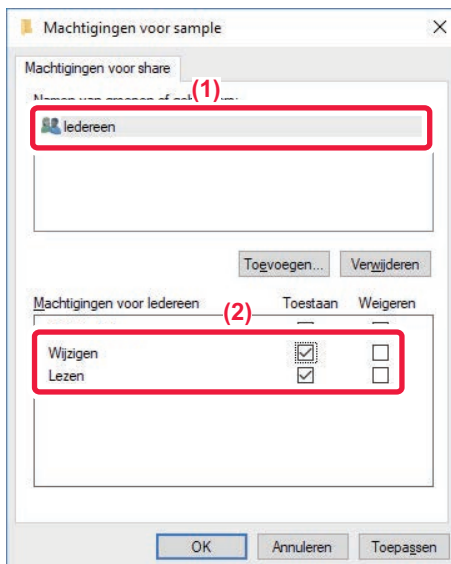 Machtigingen voor sample
Machtigingen voor share
(1)
Iedereen
Toevoegen... Verwijderen
Machtigingen voor Iedereen Toestaan Weigeren
(2)
Wijzigen
Lezen
OK Annuleren Toepassen